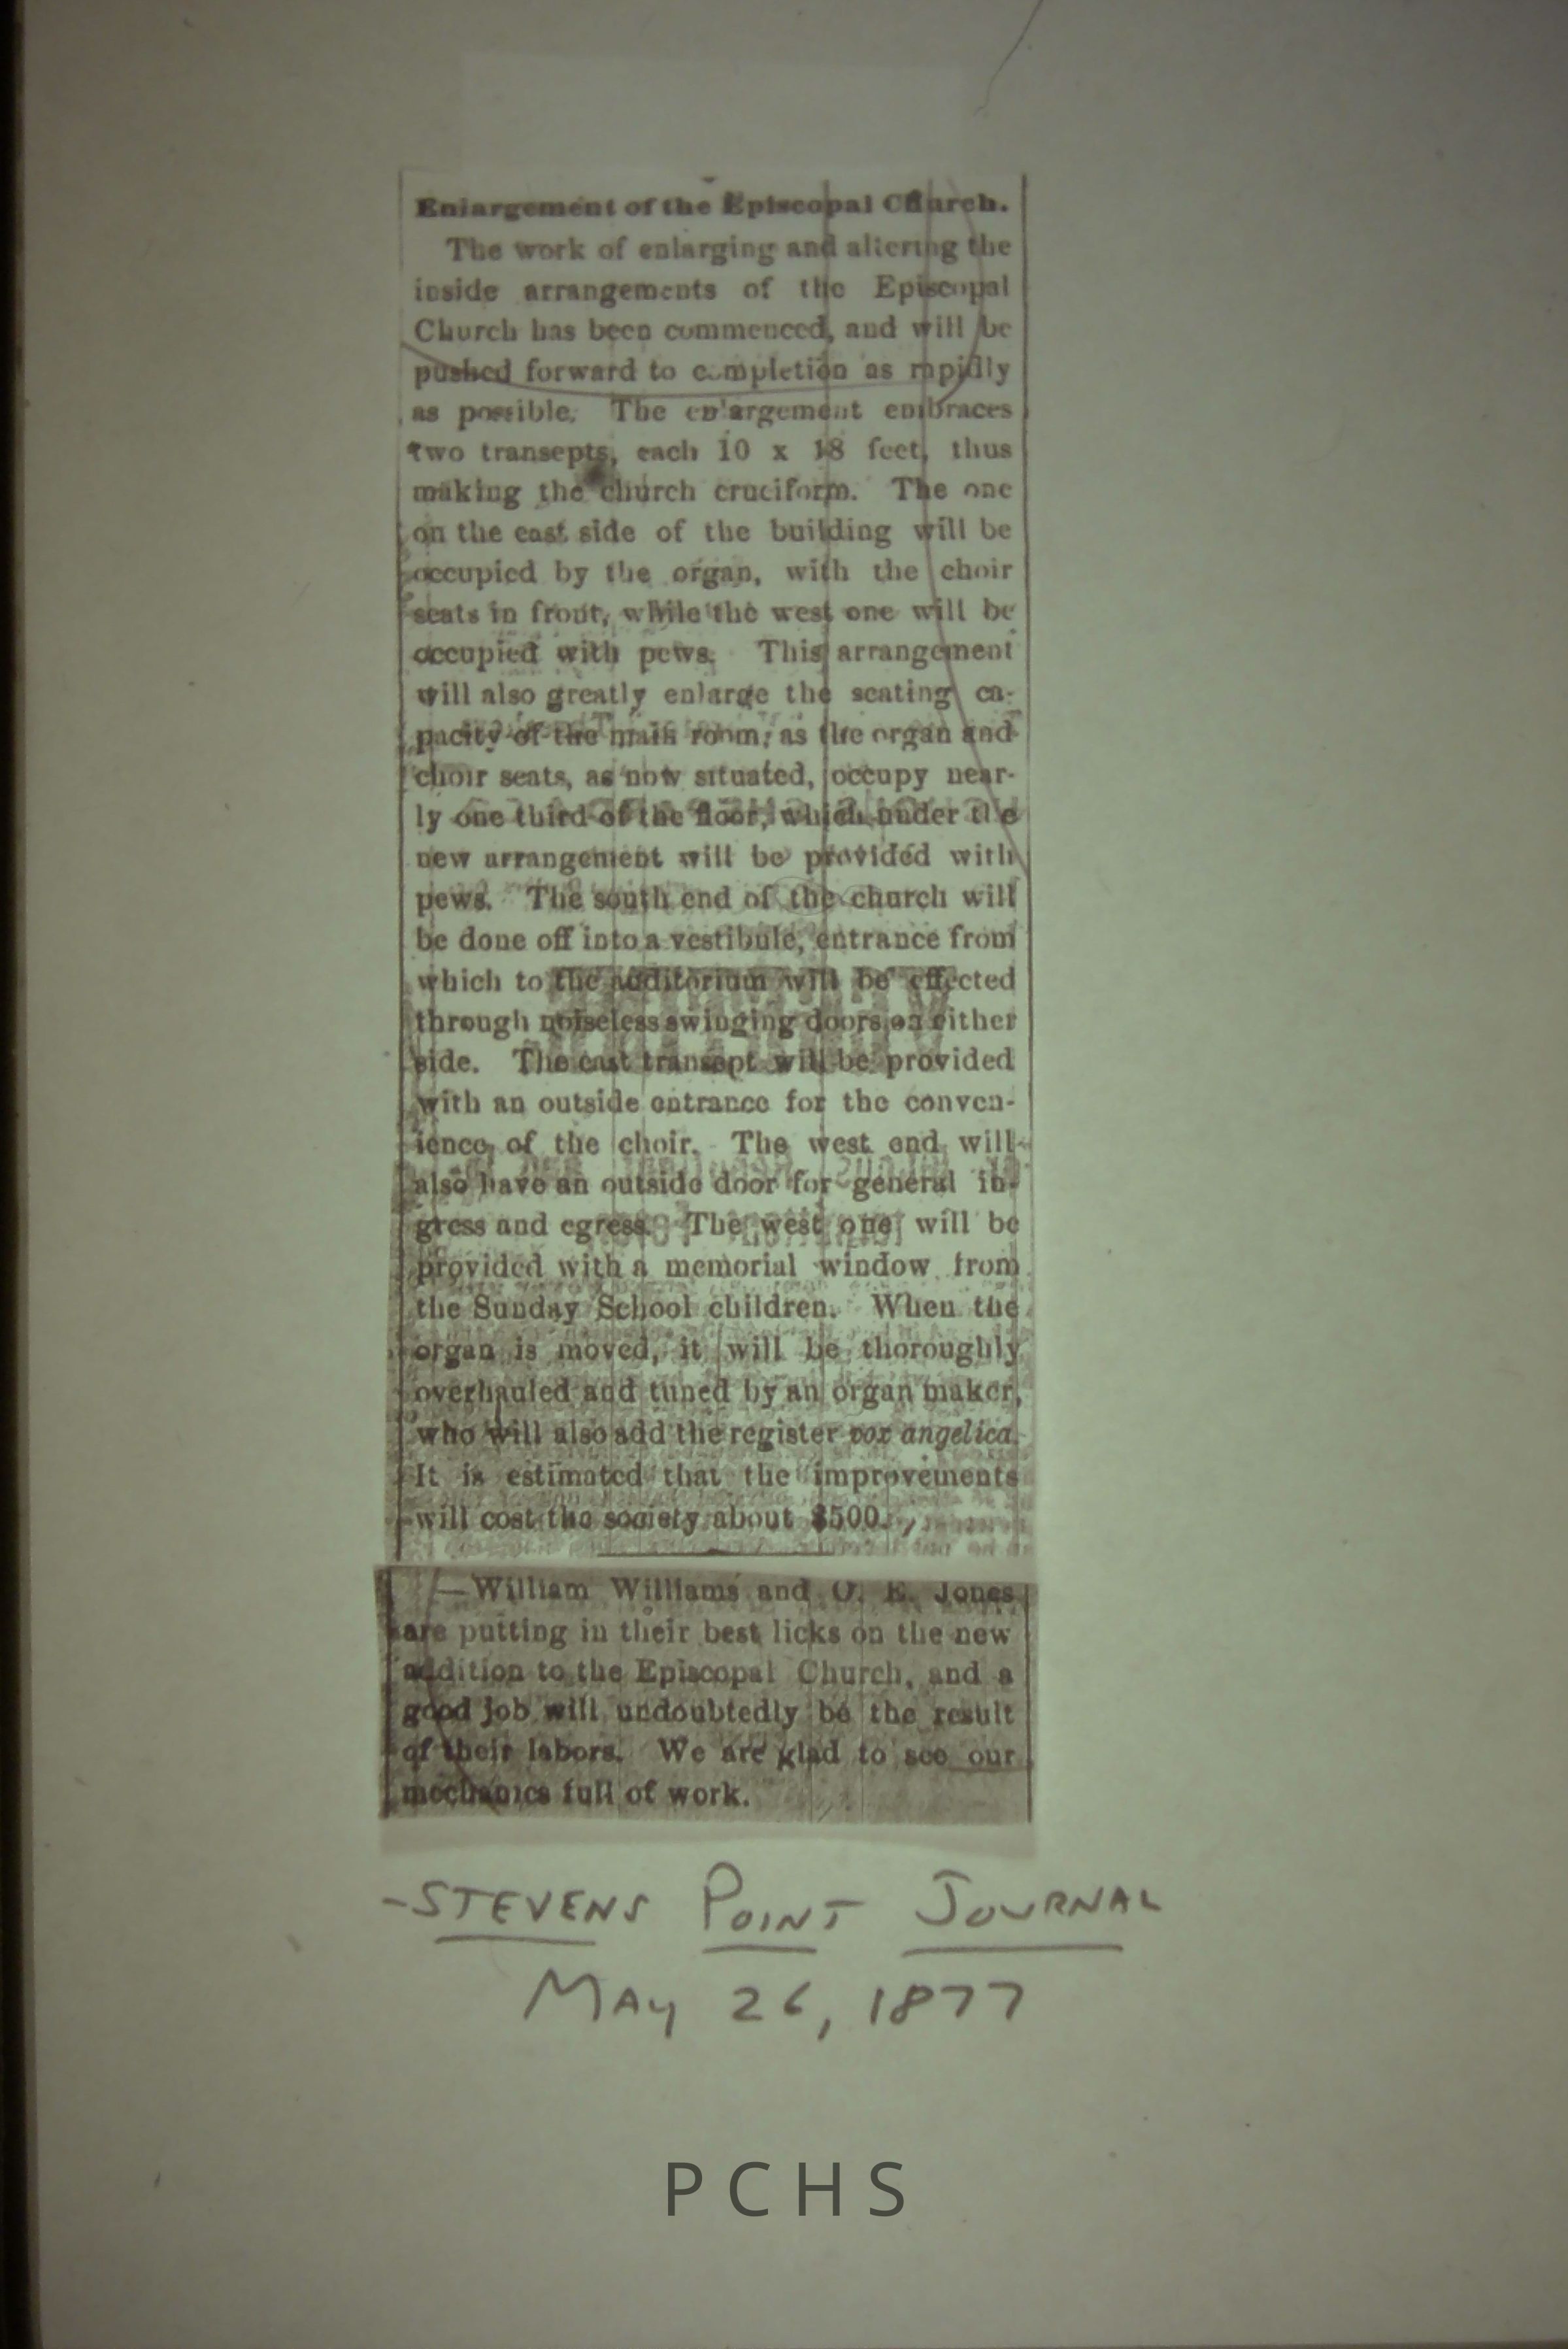 Enlargement of the Episcopal Church.
The work of enlarging and altering the
inside arrangements of the Episcopal
Church has been commenced, and will be
pushed forward to completion as rapidly
as possible. The enlargement embraces
two transepts, each 10 x 18 feet, thus
making the church cruciform. The one
on the east side of the building will be
occupied by the organ, with the choir
seats in front, while the west one will be
occupied with pews. This arrangement
will also greatly enlarge the seating ca-
pacity of the main room, as the organ and
choir seats, as now situated, occupy near-
ly one third of the floor, which under the
new arrangement will be provided with
pews. The south end of the church will
be done off into a vestibule, entrance from
which to the auditorium will be effected
through noiseless swinging doors on either
side. The east transept will be provided
with an outside entrance for the conven-
ience of the choir. The west end will
also have an outside door for general in-
gress and egress. The west one will be
provided with a memorial window from
the Sunday School children. When the
organ is moved, it will be thoroughly
overhauled and tuned by an organ maker,
who will also add the register vox angelica.
It is estimated that the improvements
will cost the society about $500.
—William Williams and O. E. Jones
are putting in their best licks on the new
addition to the Episcopal Church, and a
good job will undoubtedly be the result
of their labors. We are glad to see our
mechanics full of work.
-STEVENS POINT JOURNAL
MAY 26, 1877
PCHS